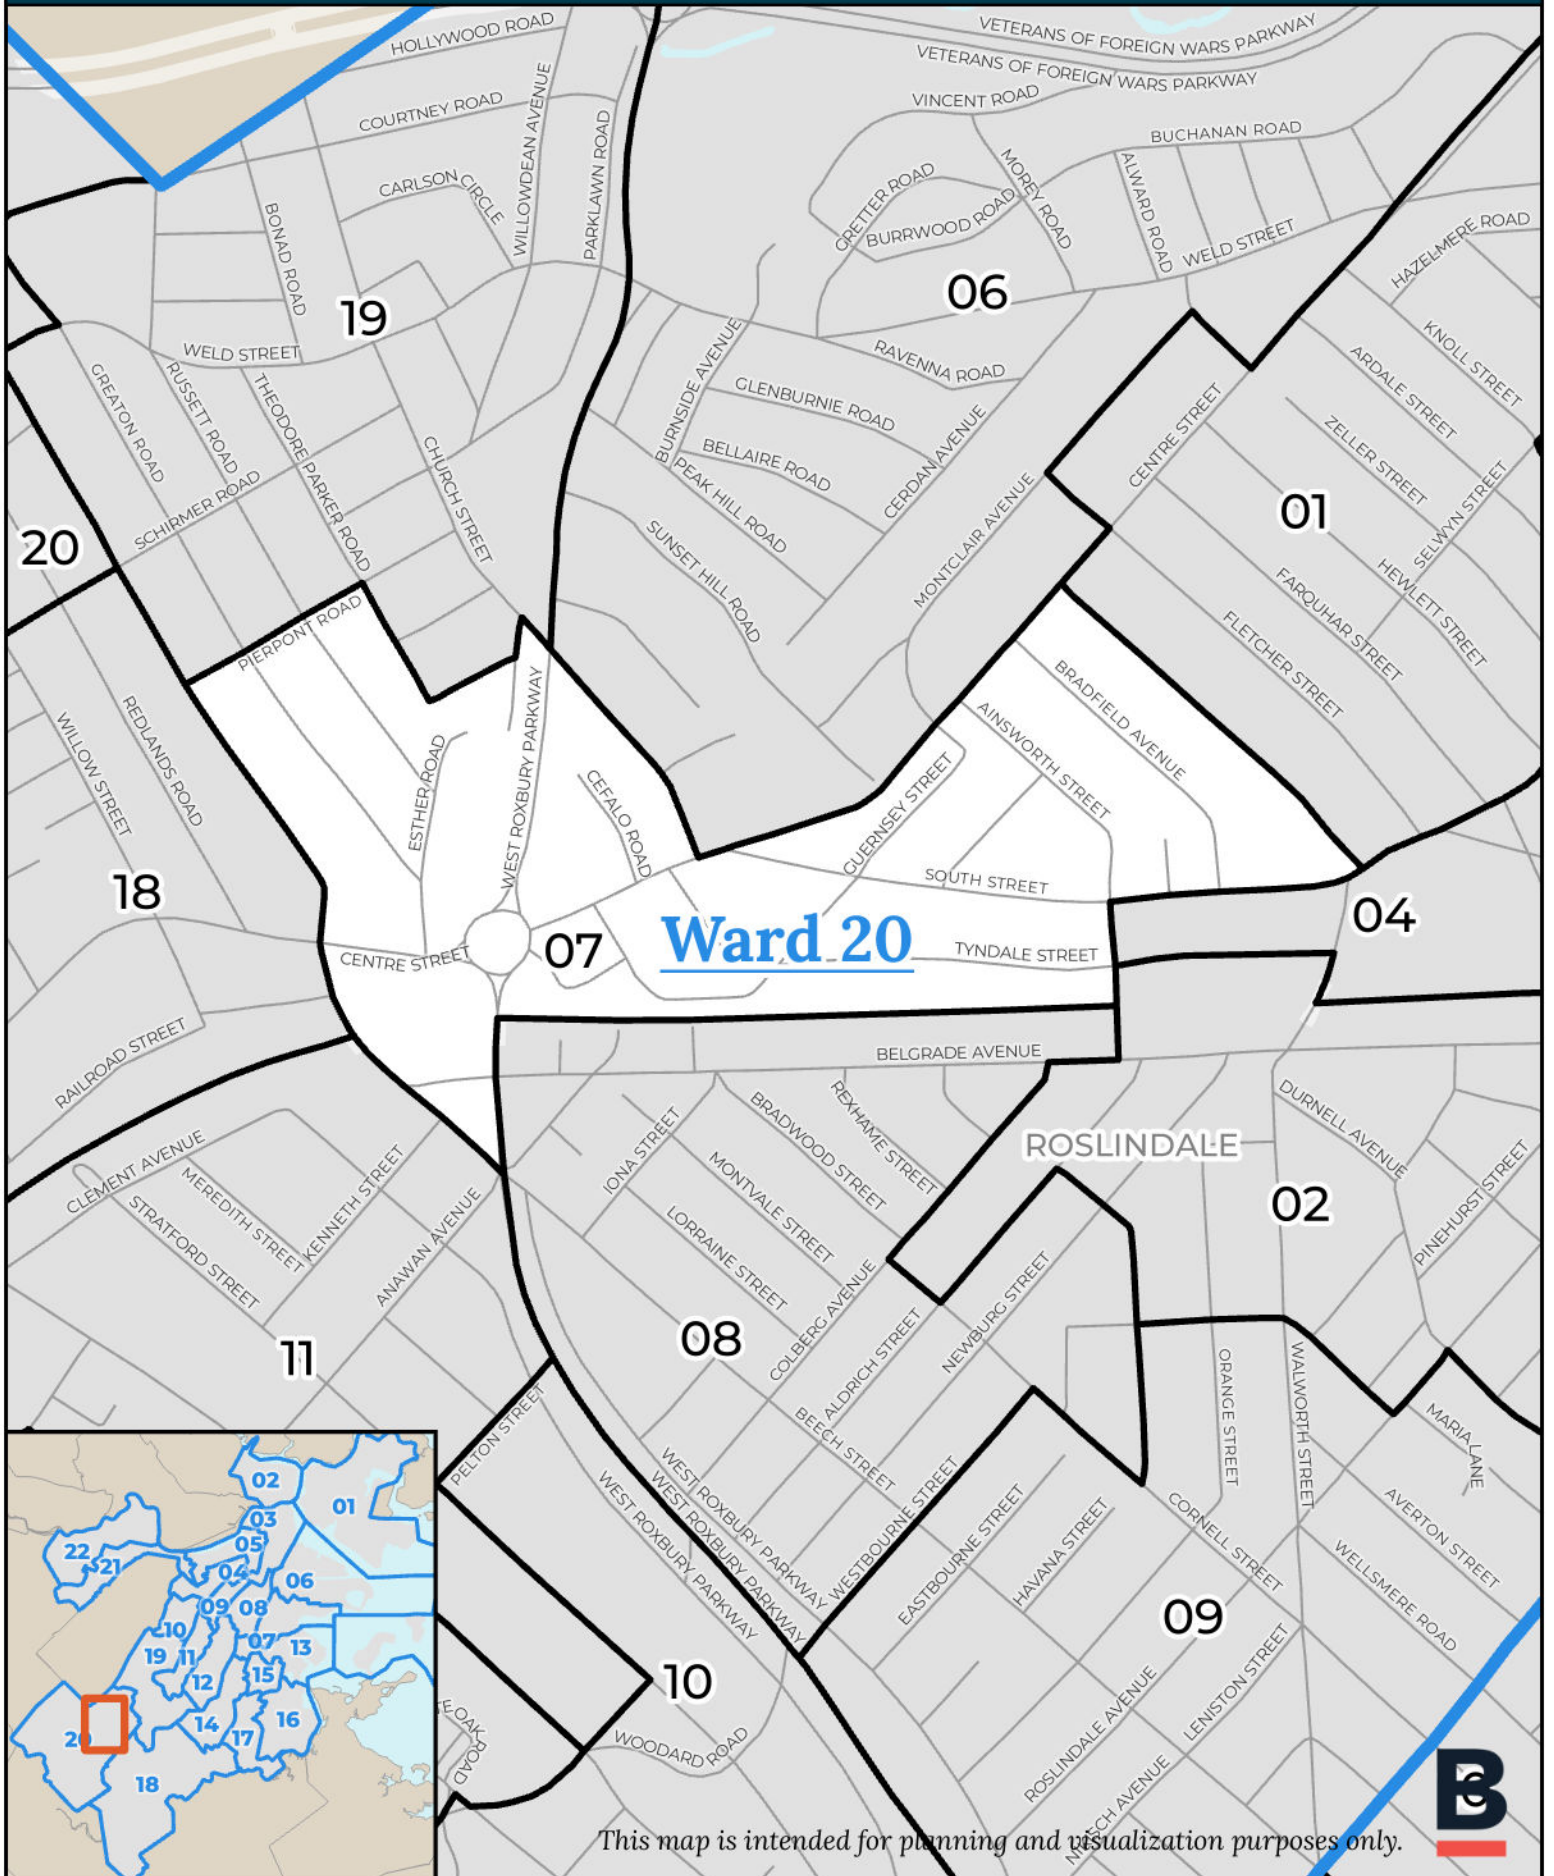 HOLLYWOOD ROAD
VETERANS OF FOREIGN WARS PARKWAY
VETERANS OF FOREIGN WARS PARKWAY
COURTNEY ROAD
WILLOWDEAN AVENUE
PARKLAWN ROAD
VINCENT ROAD
BUCHANAN ROAD
CARLSON CIRCLE
BONAD ROAD
GRETTER ROAD
BURRWOOD ROAD
MOREY ROAD
ALWARD ROAD
WELD STREET
HAZELMERE ROAD
19
06
WELD STREET
GREATON ROAD
RUSSETT ROAD
THEODORE PARKER ROAD
BURNSIDE AVENUE
RAVENNA ROAD
GLENBURNIE ROAD
BELLAIRE ROAD
CERDAN AVENUE
CENTRE STREET
ARDALE STREET
KNOLL STREET
ZELLER STREET
SELWYN STREET
CHURCH STREET
SCHIRMER ROAD
PEAK HILL ROAD
SUNSET HILL ROAD
MONTCLAIR AVENUE
01
20
HEWLETT STREET
FARQUHAR STREET
FLETCHER STREET
PIERPONT ROAD
WILLOW STREET
REDLANDS ROAD
WEST ROXBURY PARKWAY
ESTHER ROAD
CEFALO ROAD
BRADFIELD AVENUE
AINSWORTH STREET
GUERNSEY STREET
SOUTH STREET
18
07
Ward 20
04
CENTRE STREET
TYNDALE STREET
RAILROAD STREET
BELGRADE AVENUE
CLEMENT AVENUE
MEREDITH STREET
STRATFORD STREET
KENNETH STREET
ANAWAN AVENUE
IONA STREET
BRADWOOD STREET
REXHAME STREET
MONTVALE STREET
LORRAINE STREET
ROSLINDALE
DURNELL AVENUE
PINEHURST STREET
02
COLBERG AVENUE
ALDRICH STREET
NEWBURG STREET
11
08
ORANGE STREET
WALWORTH STREET
MARIA LANE
PELTON STREET
BEECH STREET
WEST ROXBURY PARKWAY
WEST ROXBURY PARKWAY
WEST ROXBURY PARKWAY
WESTBOURNE STREET
EASTBOURNE STREET
HAVANA STREET
CORNELL STREET
AVERTON STREET
WELLSMERE ROAD
09
10
WOODARD ROAD
ROSLINDALE AVENUE
LENISTON STREET
TE OAK ROAD
02
01
03
05
22
21
04
06
09
08
10
07
13
19
11
12
15
14
17
16
20
18
B
This map is intended for planning and visualization purposes only.